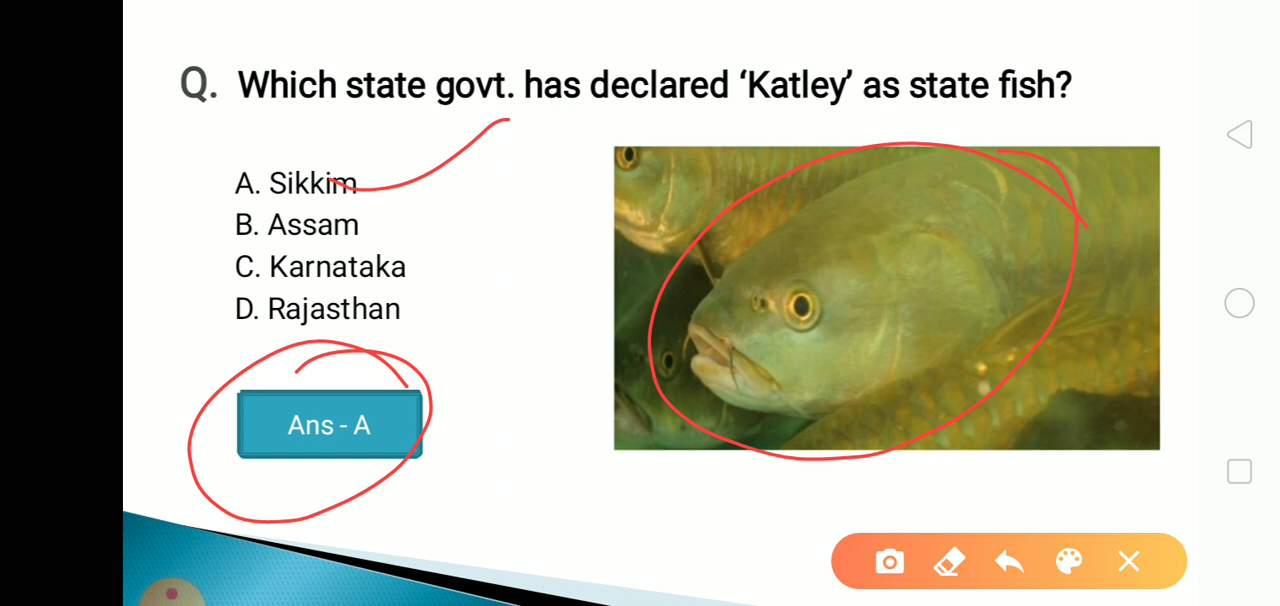 Q. Which state govt. has declared ‘Katley’ as state fish?
A. Sikkim
B. Assam
C. Karnataka
D. Rajasthan
Ans - A